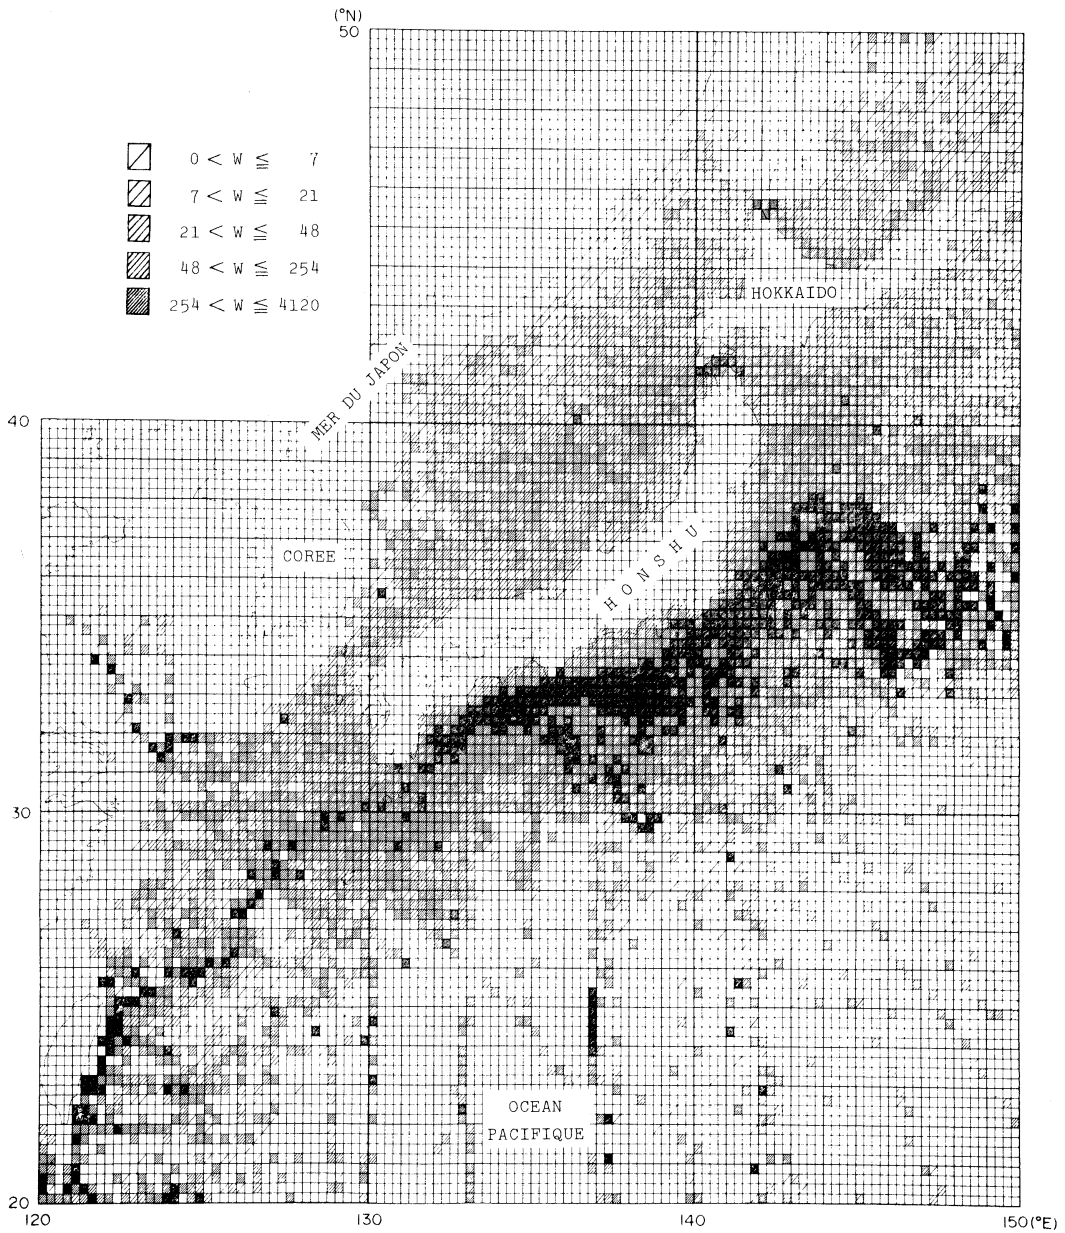 (°N)
50
0 < W ≦ 7
7 < W ≦ 21
21 < W ≦ 48
48 < W ≦ 254
254 < W ≦ 4120
HOKKAIDO
MER DU JAPON
40
HONSHU
COREE
30
OCEAN
PACIFIQUE
20
120
130
140
150 (°E)